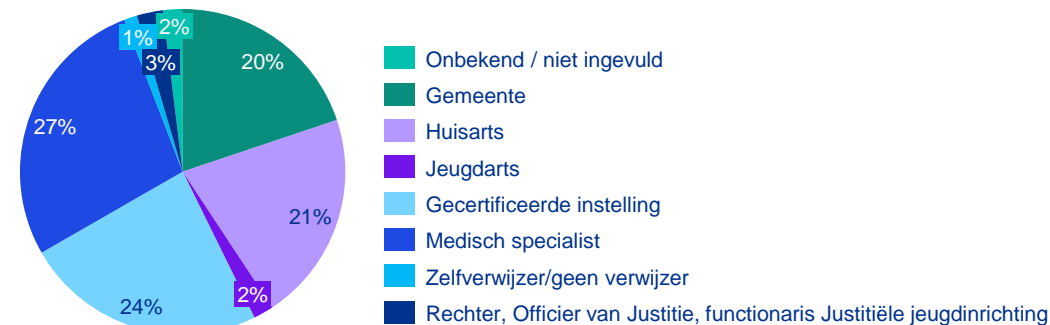 2%
1%
3%
20%
27%
21%
2%
24%
Onbekend / niet ingevuld
Gemeente
Huisarts
Jeugdarts
Gecertificeerde instelling
Medisch specialist
Zelfverwijzer/geen verwijzer
Rechter, Officier van Justitie, functionaris Justitiële jeugdinrichting